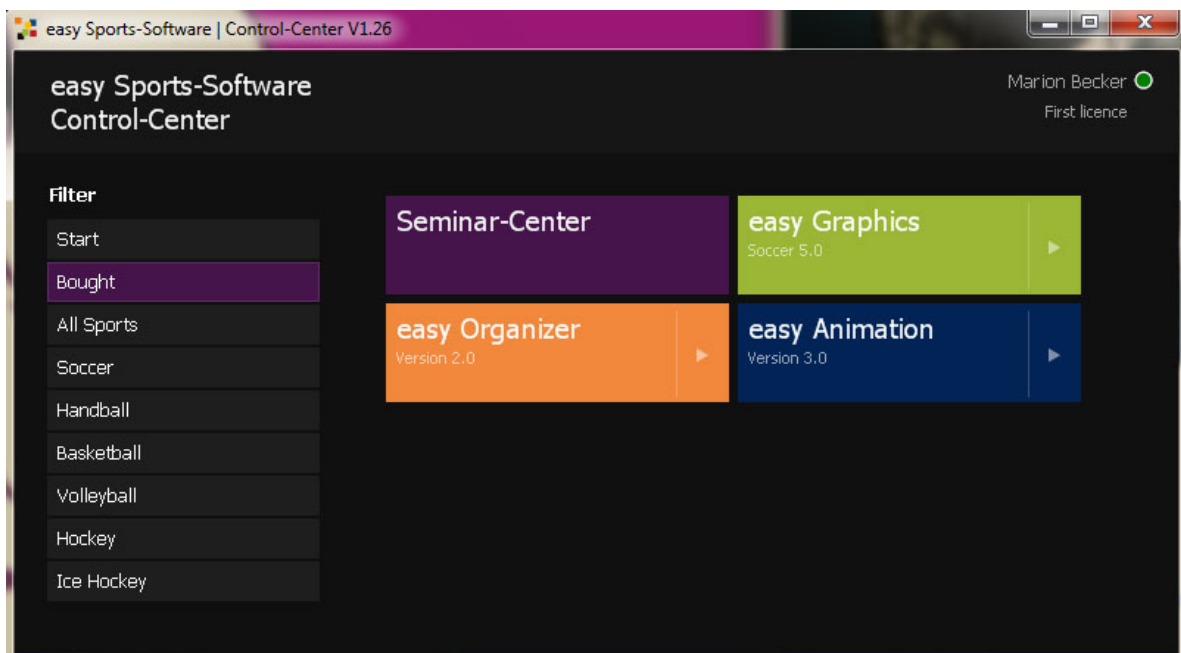 easy Sports-Software | Control-Center V1.26
easy Sports-Software
Control-Center
Marion Becker
First licence
Filter
Start
Bought
All Sports
Soccer
Handball
Basketball
Volleyball
Hockey
Ice Hockey
Seminar-Center
easy Graphics
Soccer 5.0
easy Organizer
Version 2.0
easy Animation
Version 3.0